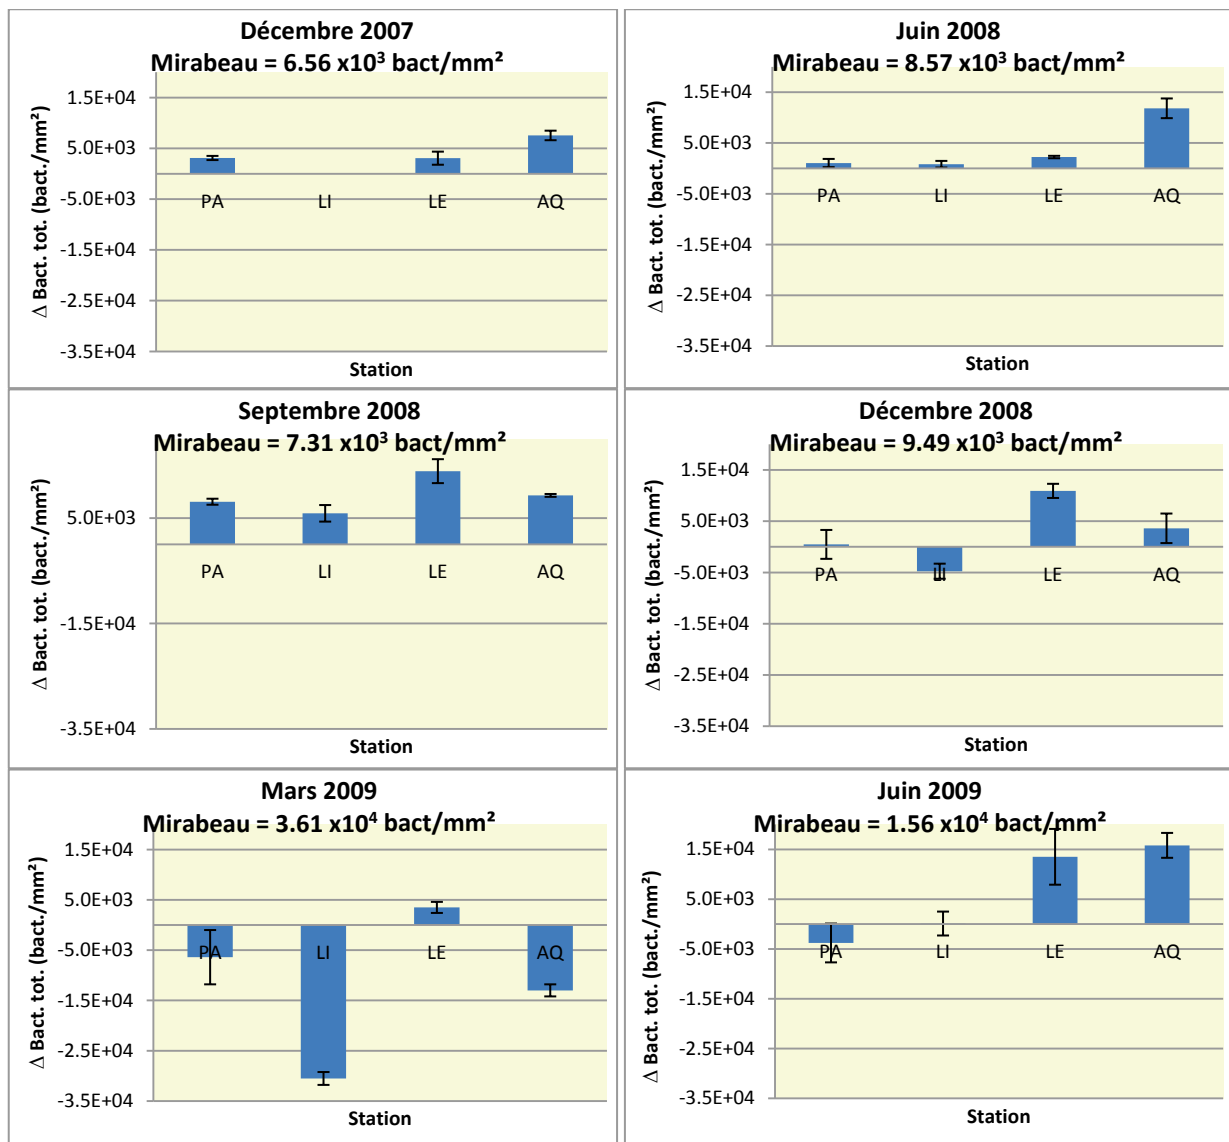 Décembre 2007
Mirabeau = 6.56 x10³ bact/mm²
Δ Bact. tot. (bact./mm²)
1.5E+04
5.0E+03
-5.0E+03
-1.5E+04
-2.5E+04
-3.5E+04
PA LI LE AQ
Station
Juin 2008
Mirabeau = 8.57 x10³ bact/mm²
Δ Bact. tot. (bact./mm²)
1.5E+04
5.0E+03
-5.0E+03
-1.5E+04
-2.5E+04
-3.5E+04
PA LI LE AQ
Station
Septembre 2008
Mirabeau = 7.31 x10³ bact/mm²
Δ Bact. tot. (bact./mm²)
5.0E+03
-1.5E+04
-3.5E+04
PA LI LE AQ
Station
Décembre 2008
Mirabeau = 9.49 x10³ bact/mm²
Δ Bact. tot. (bact./mm²)
1.5E+04
5.0E+03
-5.0E+03
-1.5E+04
-2.5E+04
-3.5E+04
PA LI LE AQ
Station
Mars 2009
Mirabeau = 3.61 x10⁴ bact/mm²
Δ Bact. tot. (bact./mm²)
1.5E+04
5.0E+03
-5.0E+03
-1.5E+04
-2.5E+04
-3.5E+04
PA LI LE AQ
Station
Juin 2009
Mirabeau = 1.56 x10⁴ bact/mm²
Δ Bact. tot. (bact./mm²)
1.5E+04
5.0E+03
-5.0E+03
-1.5E+04
-2.5E+04
-3.5E+04
PA LI LE AQ
Station